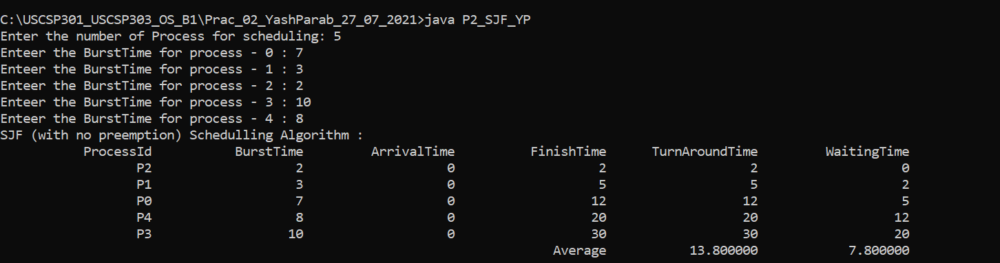 C:\USCSP301_USCSP303_OS_B1\Prac_02_YashParab_27_07_2021>java P2_SJF_YP
Enter the number of Process for scheduling: 5
Enteer the BurstTime for process - 0 : 7
Enteer the BurstTime for process - 1 : 3
Enteer the BurstTime for process - 2 : 2
Enteer the BurstTime for process - 3 : 10
Enteer the BurstTime for process - 4 : 8
SJF (with no preemption) Schedulling Algorithm :
ProcessId BurstTime ArrivalTime FinishTime TurnAroundTime WaitingTime
P2 2 0 2 2 0
P1 3 0 5 5 2
P0 7 0 12 12 5
P4 8 0 20 20 12
P3 10 0 30 30 20
Average 13.800000 7.800000